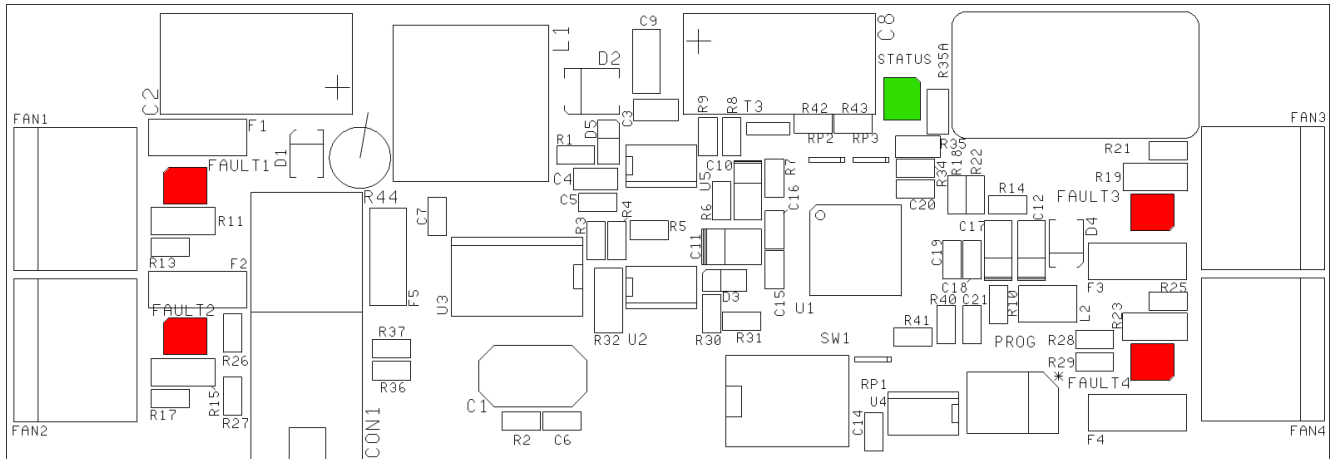 C9
C8
L1
D2
STATUS
R35A
C2
FAN1
F1
FAULT1
D1
R1
D5
C3
R9
R8
T3
R42
R43
RP2
RP3
R35
FAN3
R21
R19
FAULT3
C4
C5
U5
C10
R7
R6
C16
R34
C20
R18
R22
R14
C12
C17
D4
R44
R11
R13
C7
R3
R4
R5
C11
C15
C19
C18
F2
FAULT2
F5
U3
U2
D3
U1
R40
C21
R10
L2
F3
R25
R23
R26
R37
R36
R32
R30
R31
R41
SW1
PROG
R28
R29
FAULT4
R17
R15
R27
CON1
C1
R2
C6
RP1
U4
C14
F4
FAN2
FAN4